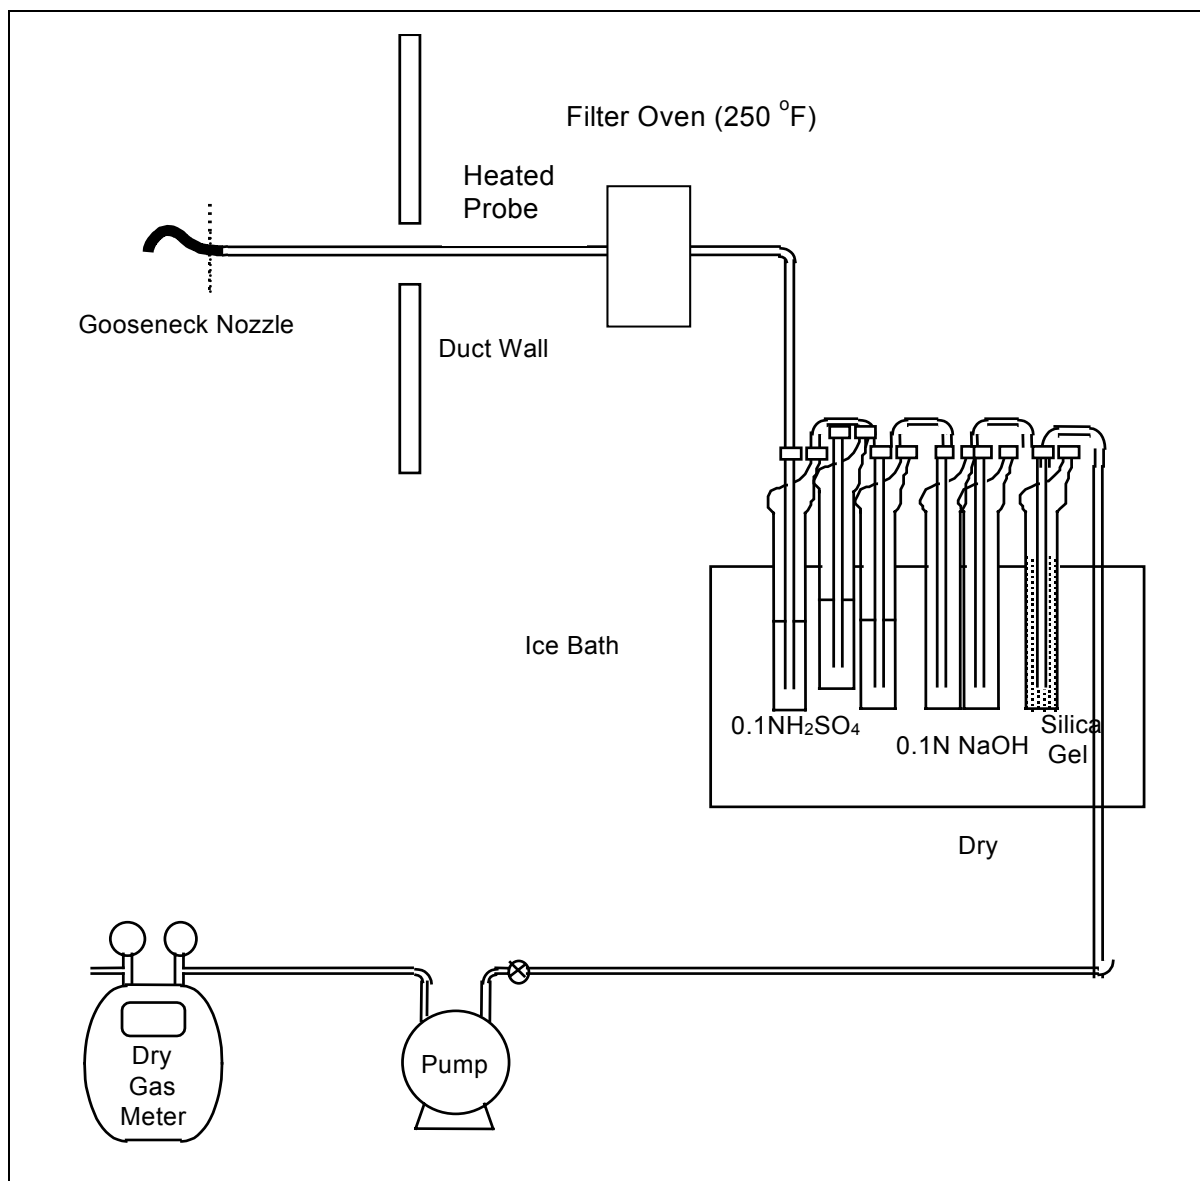 Filter Oven (250 °F)
Heated
Probe
Gooseneck Nozzle
Duct Wall
Ice Bath
0.1NH₂SO₄
0.1N NaOH
Silica
Gel
Dry
Dry
Gas
Meter
Pump